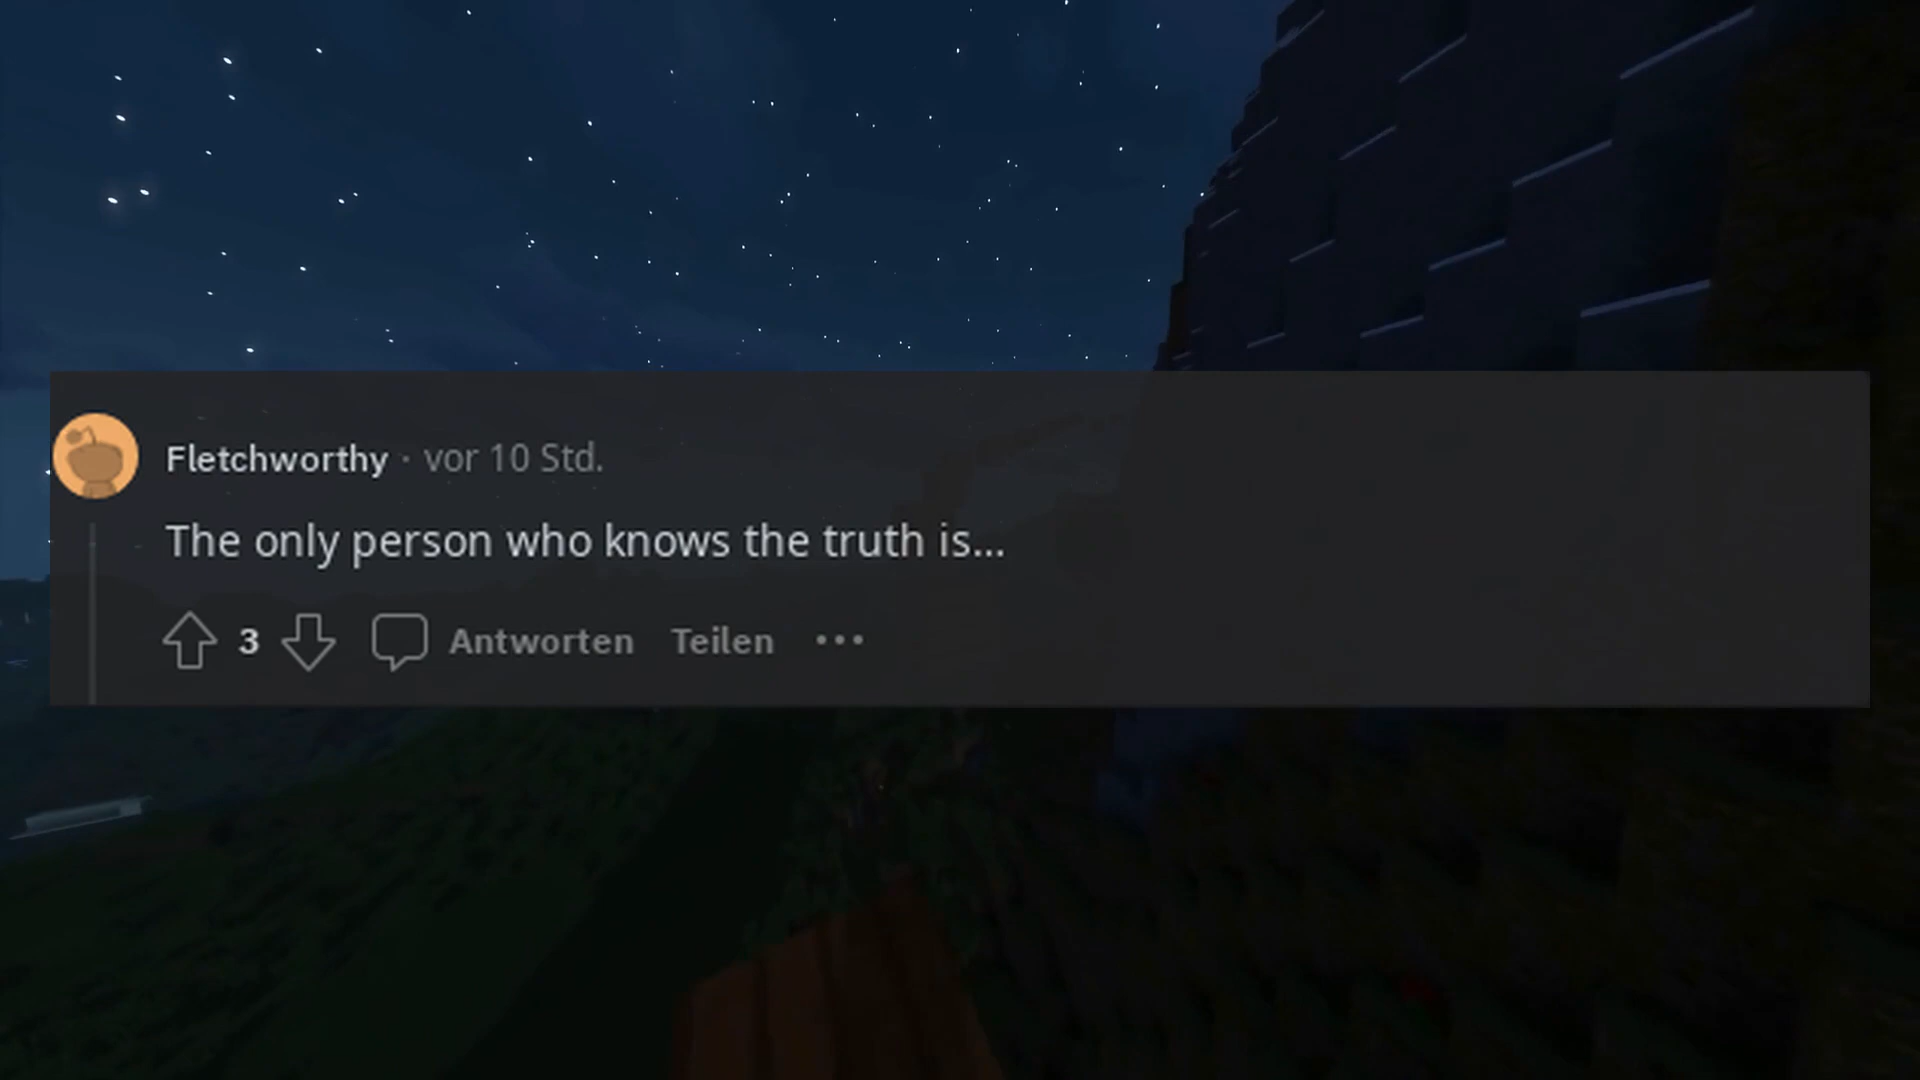 Fletchworthy · vor 10 Std.
The only person who knows the truth is...
3 Antworten Teilen